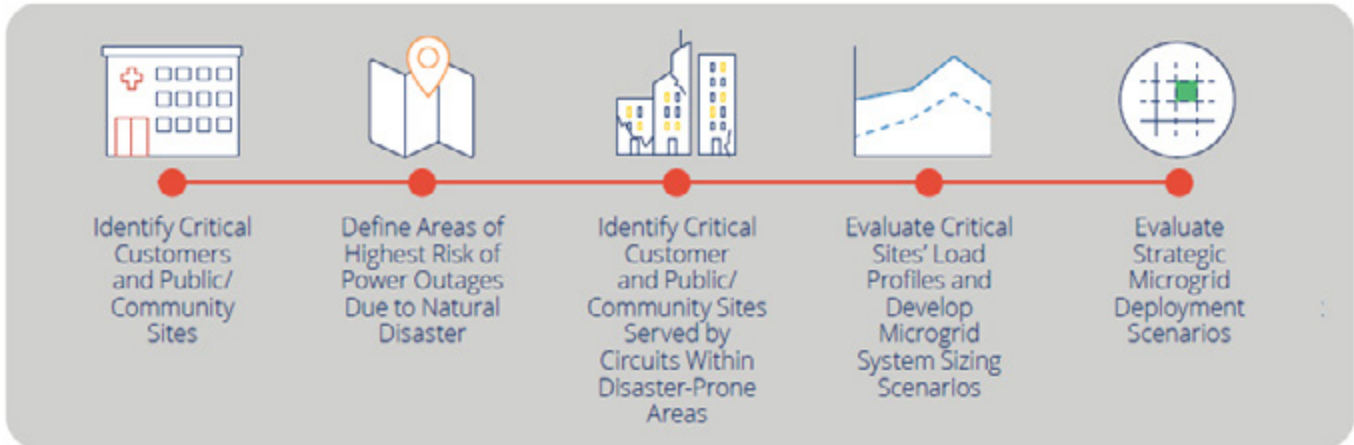 Identify Critical
Customers
and Public/
Community
Sites
Define Areas of
Highest Risk of
Power Outages
Due to Natural
Disaster
Identify Critical
Customer
and Public/
Community Sites
Served by
Circuits Within
Disaster-Prone
Areas
Evaluate Critical
Sites' Load
Profiles and
Develop
Microgrid
System Sizing
Scenarios
Evaluate
Strategic
Microgrid
Deployment
Scenarios